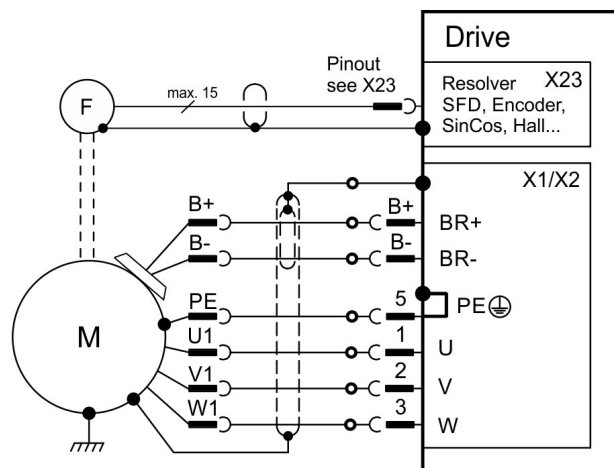 Drive
Pinout
see X23
Resolver X23
SFD, Encoder,
SinCos, Hall...
max. 15
F
X1/X2
B+ B+ BR+
B- B- BR-
PE 5 PE
M
U1 1 U
V1 2 V
W1 3 W